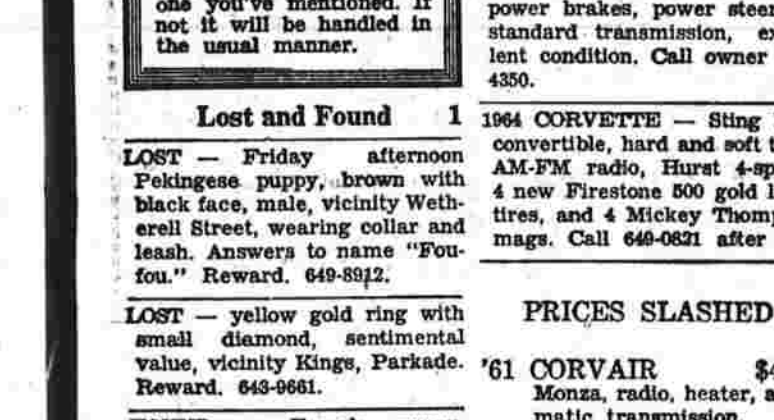 one you've mentioned. If
not it will be handled in
the usual manner.
Lost and Found 1
LOST — Friday afternoon
Pekingese puppy, brown with
black face, male, vicinity Weth-
erell Street, wearing collar and
leash. Answers to name "Fou-
fou." Reward. 649-8912.
LOST — yellow gold ring with
small diamond, sentimental
value, vicinity Kings, Parkade.
Reward. 643-9661.
power brakes, power
standard transmission,
lent condition. Call owner
4350.
1964 CORVETTE — Sting
convertible, hard and soft
AM-FM radio, Hurst
4 new Firestone 500 gold
tires, and 4 Mickey
mags. Call 649-0821 after
PRICES SLASHED
'61 CORVAIR
Monza, radio, heater,
matic transmission